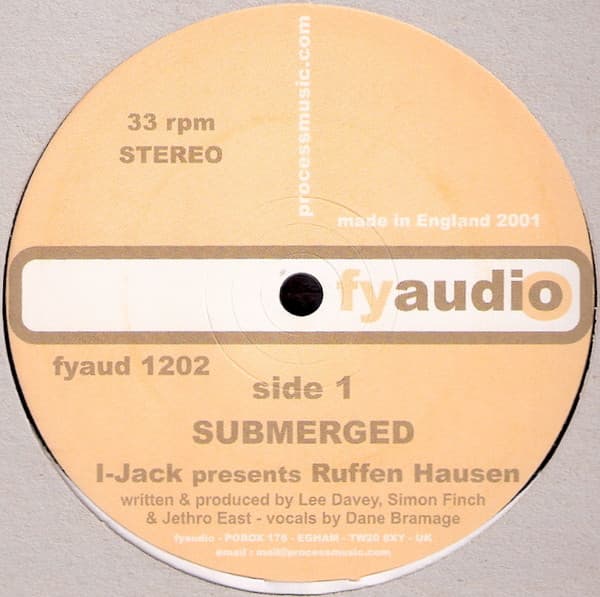 33 rpm
STEREO
processmusic.com
made in England 2001
fyaudio
fyaud 1202
side 1
SUBMERGED
I-Jack presents Ruffen Hausen
written & produced by Lee Davey, Simon Finch
& Jethro East - vocals by Dane Bramage
fyaudio - POBOX 176 - EGHAM - TW20 8XY - UK
email : mail@processmusic.com